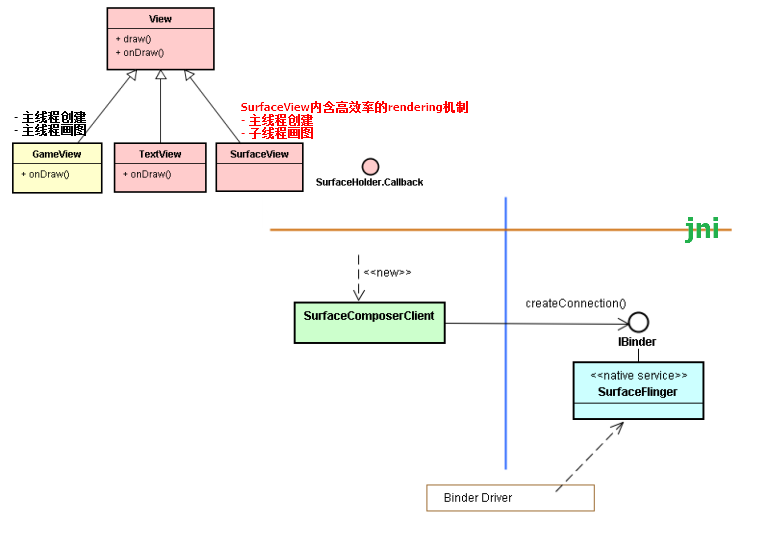 View
+ draw()
+ onDraw()
- 主线程创建
- 主线程画图
SurfaceView内含高效率的rendering机制
- 主线程创建
- 子线程画图
GameView
+ onDraw()
TextView
+ onDraw()
SurfaceView
SurfaceHolder.Callback
jni
<<new>>
SurfaceComposerClient
createConnection()
IBinder
<<native service>>
SurfaceFlinger
Binder Driver